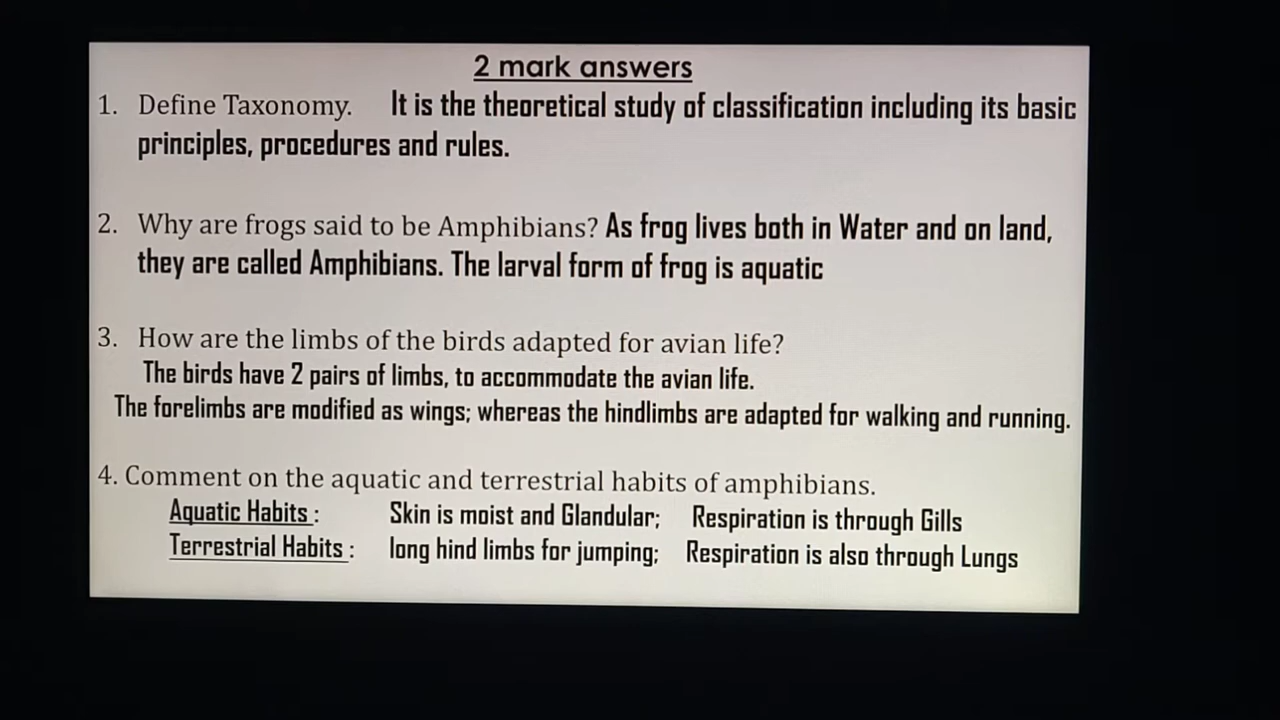 2 mark answers
1. Define Taxonomy. It is the theoretical study of classification including its basic
principles, procedures and rules.
2. Why are frogs said to be Amphibians? As frog lives both in Water and on land,
they are called Amphibians. The larval form of frog is aquatic
3. How are the limbs of the birds adapted for avian life?
The birds have 2 pairs of limbs, to accommodate the avian life.
The forelimbs are modified as wings; whereas the hindlimbs are adapted for walking and running.
4. Comment on the aquatic and terrestrial habits of amphibians.
Aquatic Habits : Skin is moist and Glandular; Respiration is through Gills
Terrestrial Habits : long hind limbs for jumping; Respiration is also through Lungs